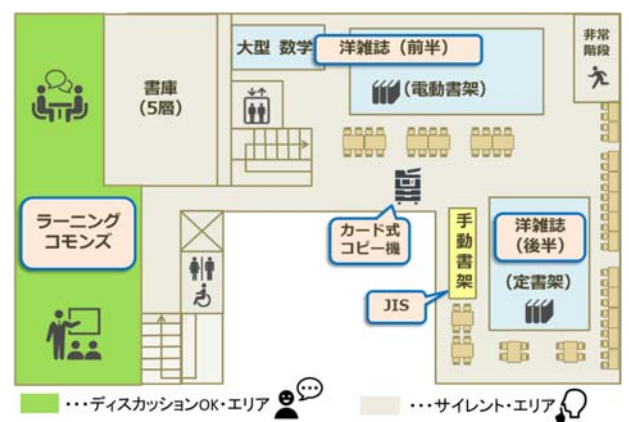 大型 数学
洋雑誌（前半）
非常
階段
書庫
(5層)
(電動書架)
ラーニング
コモンズ
カード式
コピー機
手動書架
洋雑誌
(後半)
(定書架)
JIS
・・・ディスカッションOK・エリア
・・・サイレント・エリア